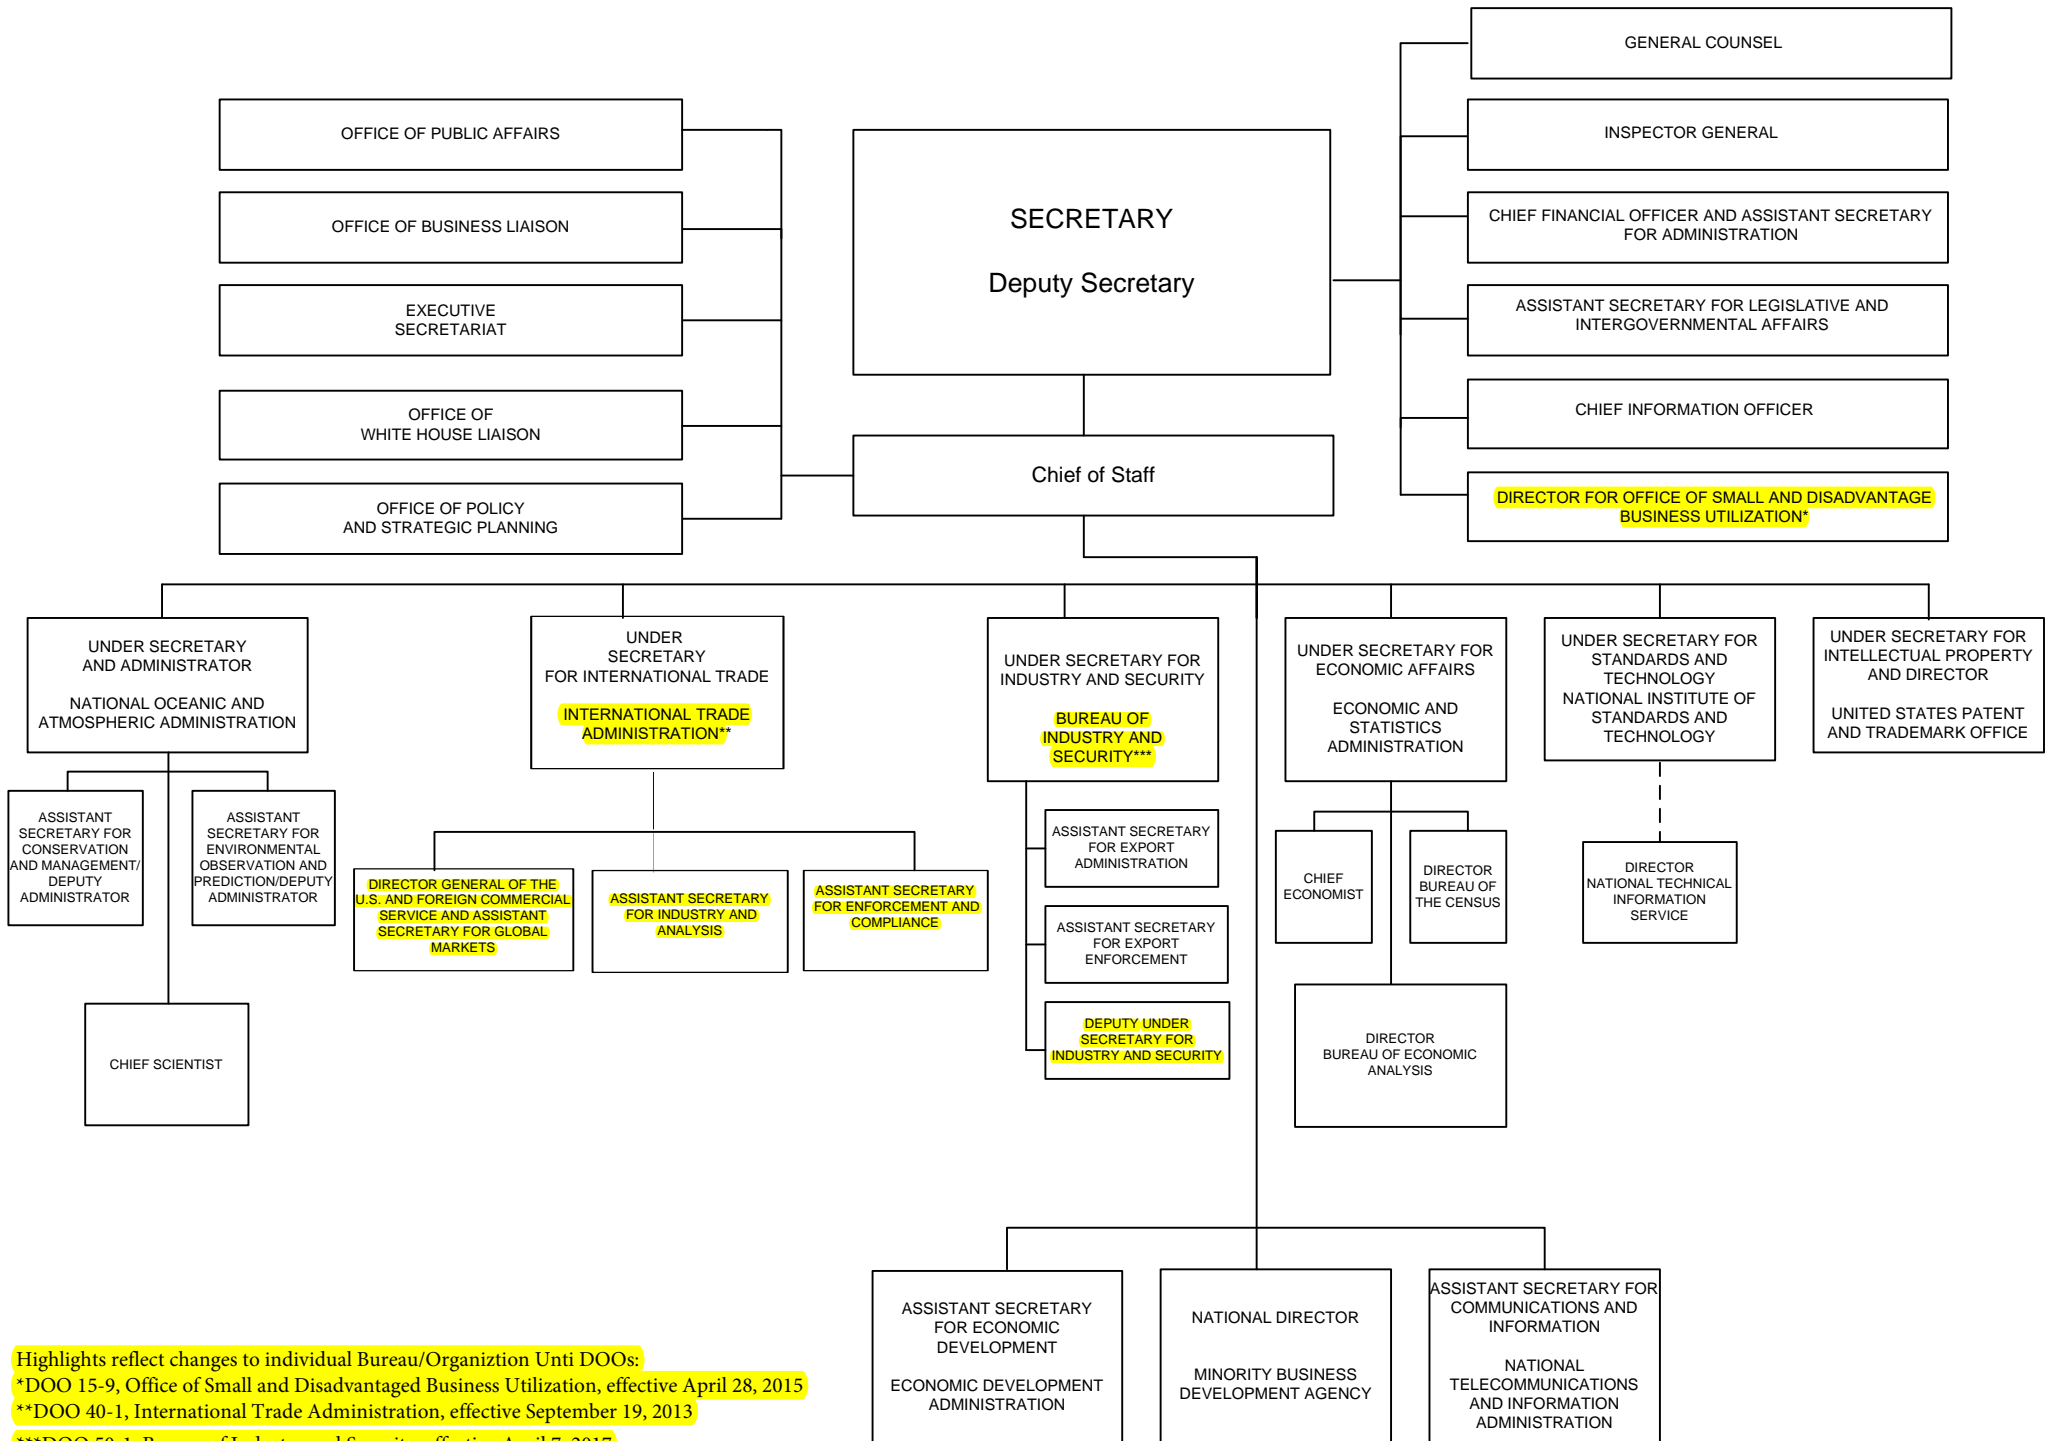 GENERAL COUNSEL
OFFICE OF PUBLIC AFFAIRS
INSPECTOR GENERAL
SECRETARY
Deputy Secretary
OFFICE OF BUSINESS LIAISON
CHIEF FINANCIAL OFFICER AND ASSISTANT SECRETARY
FOR ADMINISTRATION
EXECUTIVE
SECRETARIAT
ASSISTANT SECRETARY FOR LEGISLATIVE AND
INTERGOVERNMENTAL AFFAIRS
OFFICE OF
WHITE HOUSE LIAISON
CHIEF INFORMATION OFFICER
Chief of Staff
OFFICE OF POLICY
AND STRATEGIC PLANNING
DIRECTOR FOR OFFICE OF SMALL AND DISADVANTAGE
BUSINESS UTILIZATION*
UNDER SECRETARY
AND ADMINISTRATOR
NATIONAL OCEANIC AND
ATMOSPHERIC ADMINISTRATION
UNDER
SECRETARY
FOR INTERNATIONAL TRADE
INTERNATIONAL TRADE
ADMINISTRATION**
UNDER SECRETARY FOR
INDUSTRY AND SECURITY
BUREAU OF
INDUSTRY AND
SECURITY***
UNDER SECRETARY FOR
ECONOMIC AFFAIRS
ECONOMIC AND
STATISTICS
ADMINISTRATION
UNDER SECRETARY FOR
STANDARDS AND
TECHNOLOGY
NATIONAL INSTITUTE OF
STANDARDS AND
TECHNOLOGY
UNDER SECRETARY FOR
INTELLECTUAL PROPERTY
AND DIRECTOR
UNITED STATES PATENT
AND TRADEMARK OFFICE
ASSISTANT
SECRETARY FOR
CONSERVATION
AND MANAGEMENT/
DEPUTY
ADMINISTRATOR
ASSISTANT
SECRETARY FOR
ENVIRONMENTAL
OBSERVATION AND
PREDICTION/DEPUTY
ADMINISTRATOR
DIRECTOR GENERAL OF THE
U.S. AND FOREIGN COMMERCIAL
SERVICE AND ASSISTANT
SECRETARY FOR GLOBAL
MARKETS
ASSISTANT SECRETARY
FOR INDUSTRY AND
ANALYSIS
ASSISTANT SECRETARY
FOR ENFORCEMENT AND
COMPLIANCE
ASSISTANT SECRETARY
FOR EXPORT
ADMINISTRATION
ASSISTANT SECRETARY
FOR EXPORT
ENFORCEMENT
DEPUTY UNDER
SECRETARY FOR
INDUSTRY AND SECURITY
CHIEF
ECONOMIST
DIRECTOR
BUREAU OF
THE CENSUS
DIRECTOR
NATIONAL TECHNICAL
INFORMATION
SERVICE
CHIEF SCIENTIST
DIRECTOR
BUREAU OF ECONOMIC
ANALYSIS
ASSISTANT SECRETARY
FOR ECONOMIC
DEVELOPMENT
ECONOMIC DEVELOPMENT
ADMINISTRATION
NATIONAL DIRECTOR
MINORITY BUSINESS
DEVELOPMENT AGENCY
ASSISTANT SECRETARY FOR
COMMUNICATIONS AND
INFORMATION
NATIONAL
TELECOMMUNICATIONS
AND INFORMATION
ADMINISTRATION
Highlights reflect changes to individual Bureau/Organiztion Unti DOOs:
*DOO 15-9, Office of Small and Disadvantaged Business Utilization, effective April 28, 2015
**DOO 40-1, International Trade Administration, effective September 19, 2013
***DOO 50-1, Bureau of Industry and Security, effective April 7, 2017